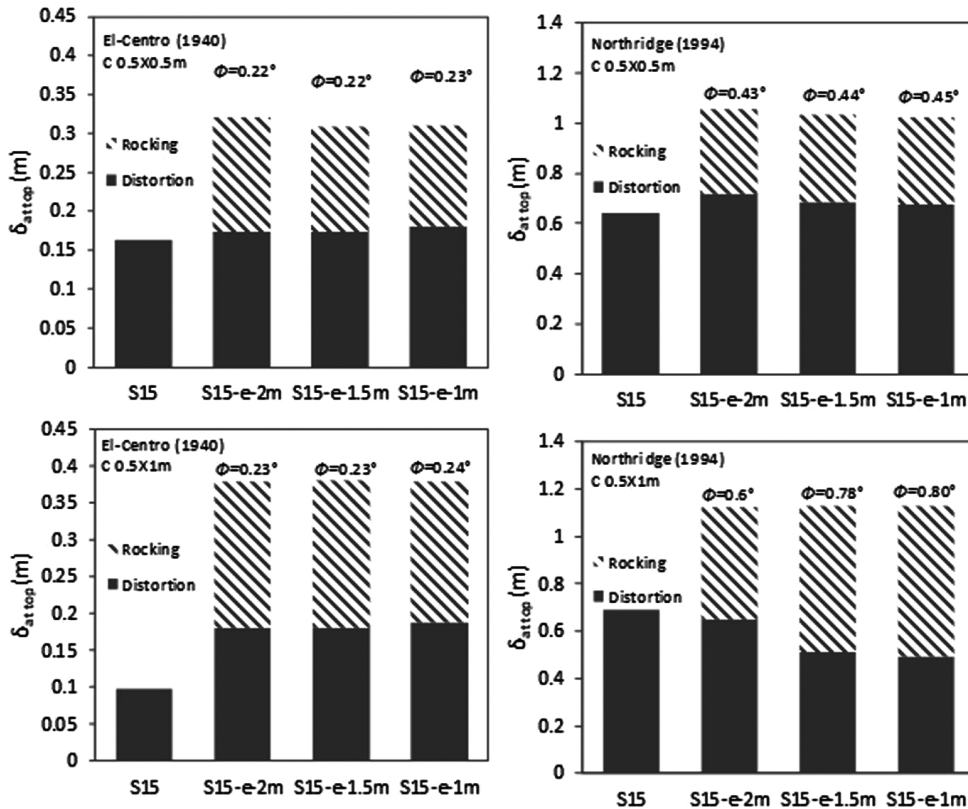 0.45
0.4
0.35
0.3
0.25
0.2
0.15
0.1
0.05
0
δat top (m)
El-Centro (1940)
C 0.5X0.5m
Φ=0.22° Φ=0.22° Φ=0.23°
Rocking
Distortion
S15 S15-e-2m S15-e-1.5m S15-e-1m
1.4
1.2
1
0.8
0.6
0.4
0.2
0
δat top (m)
Northridge (1994)
C 0.5X0.5m
Φ=0.43° Φ=0.44° Φ=0.45°
Rocking
Distortion
S15 S15-e-2m S15-e-1.5m S15-e-1m
0.45
0.4
0.35
0.3
0.25
0.2
0.15
0.1
0.05
0
δat top (m)
El-Centro (1940)
C 0.5X1m
Φ=0.23° Φ=0.23° Φ=0.24°
Rocking
Distortion
S15 S15-e-2m S15-e-1.5m S15-e-1m
1.4
1.2
1
0.8
0.6
0.4
0.2
0
δat top (m)
Northridge (1994)
C 0.5X1m
Φ=0.6° Φ=0.78° Φ=0.80°
Rocking
Distortion
S15 S15-e-2m S15-e-1.5m S15-e-1m